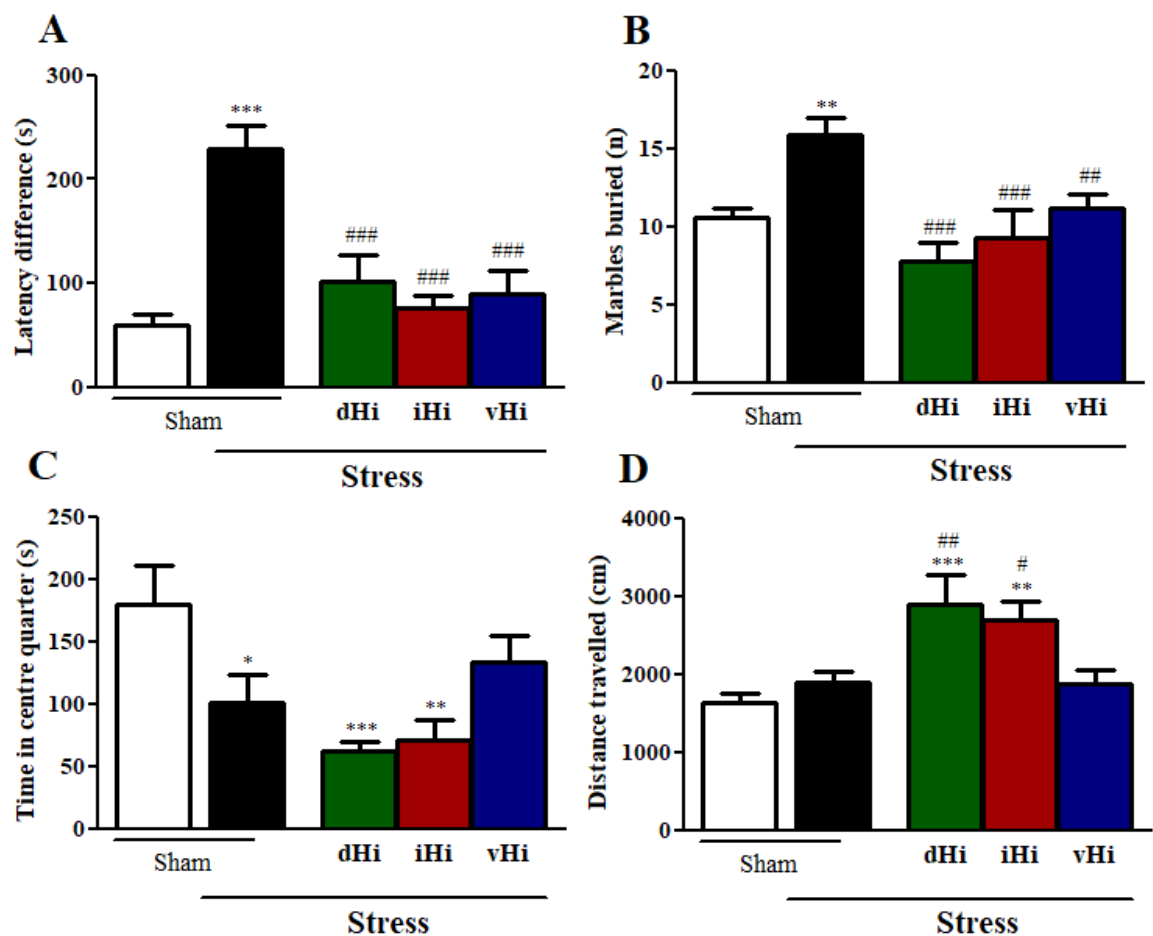 A
Latency difference (s)
300
200
100
0
***
###
###
###
dHi iHi vHi
Sham
Stress
B
Marbles buried (n)
20
15
10
5
0
**
###
###
##
dHi iHi vHi
Sham
Stress
C
Time in centre quarter (s)
250
200
150
100
50
0
*
***
**
dHi iHi vHi
Sham
Stress
D
Distance travelled (cm)
4000
3000
2000
1000
0
##
***
#
**
dHi iHi vHi
Sham
Stress